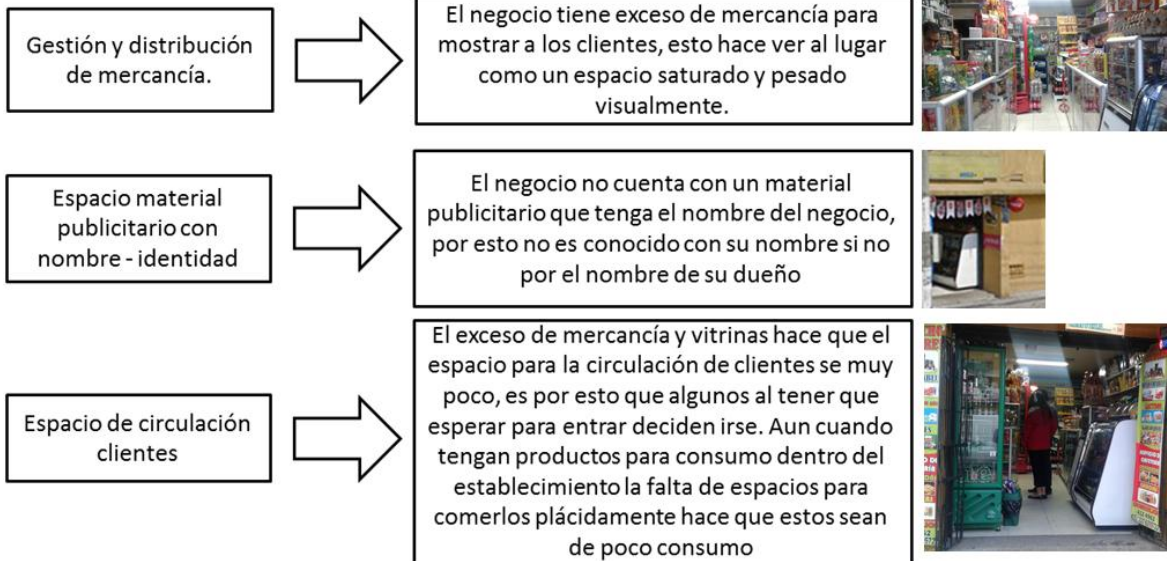 Gestión y distribución
de mercancía.
El negocio tiene exceso de mercancía para
mostrar a los clientes, esto hace ver al lugar
como un espacio saturado y pesado
visualmente.
Espacio material
publicitario con
nombre - identidad
El negocio no cuenta con un material
publicitario que tenga el nombre del negocio,
por esto no es conocido con su nombre si no
por el nombre de su dueño
Espacio de circulación
clientes
El exceso de mercancía y vitrinas hace que el
espacio para la circulación de clientes se muy
poco, es por esto que algunos al tener que
esperar para entrar deciden irse. Aun cuando
tengan productos para consumo dentro del
establecimiento la falta de espacios para
comerlos plácidamente hace que estos sean
de poco consumo